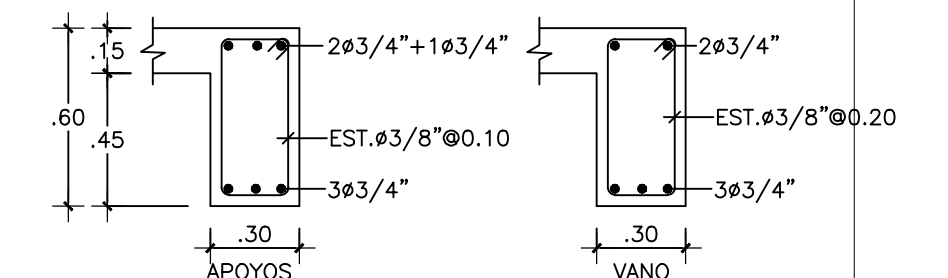 .15
2ø3/4"+1ø3/4"
2ø3/4"
.60
.45
EST.ø3/8"@0.10
EST.ø3/8"@0.20
3ø3/4"
3ø3/4"
.30
.30
APOYOS
VANO